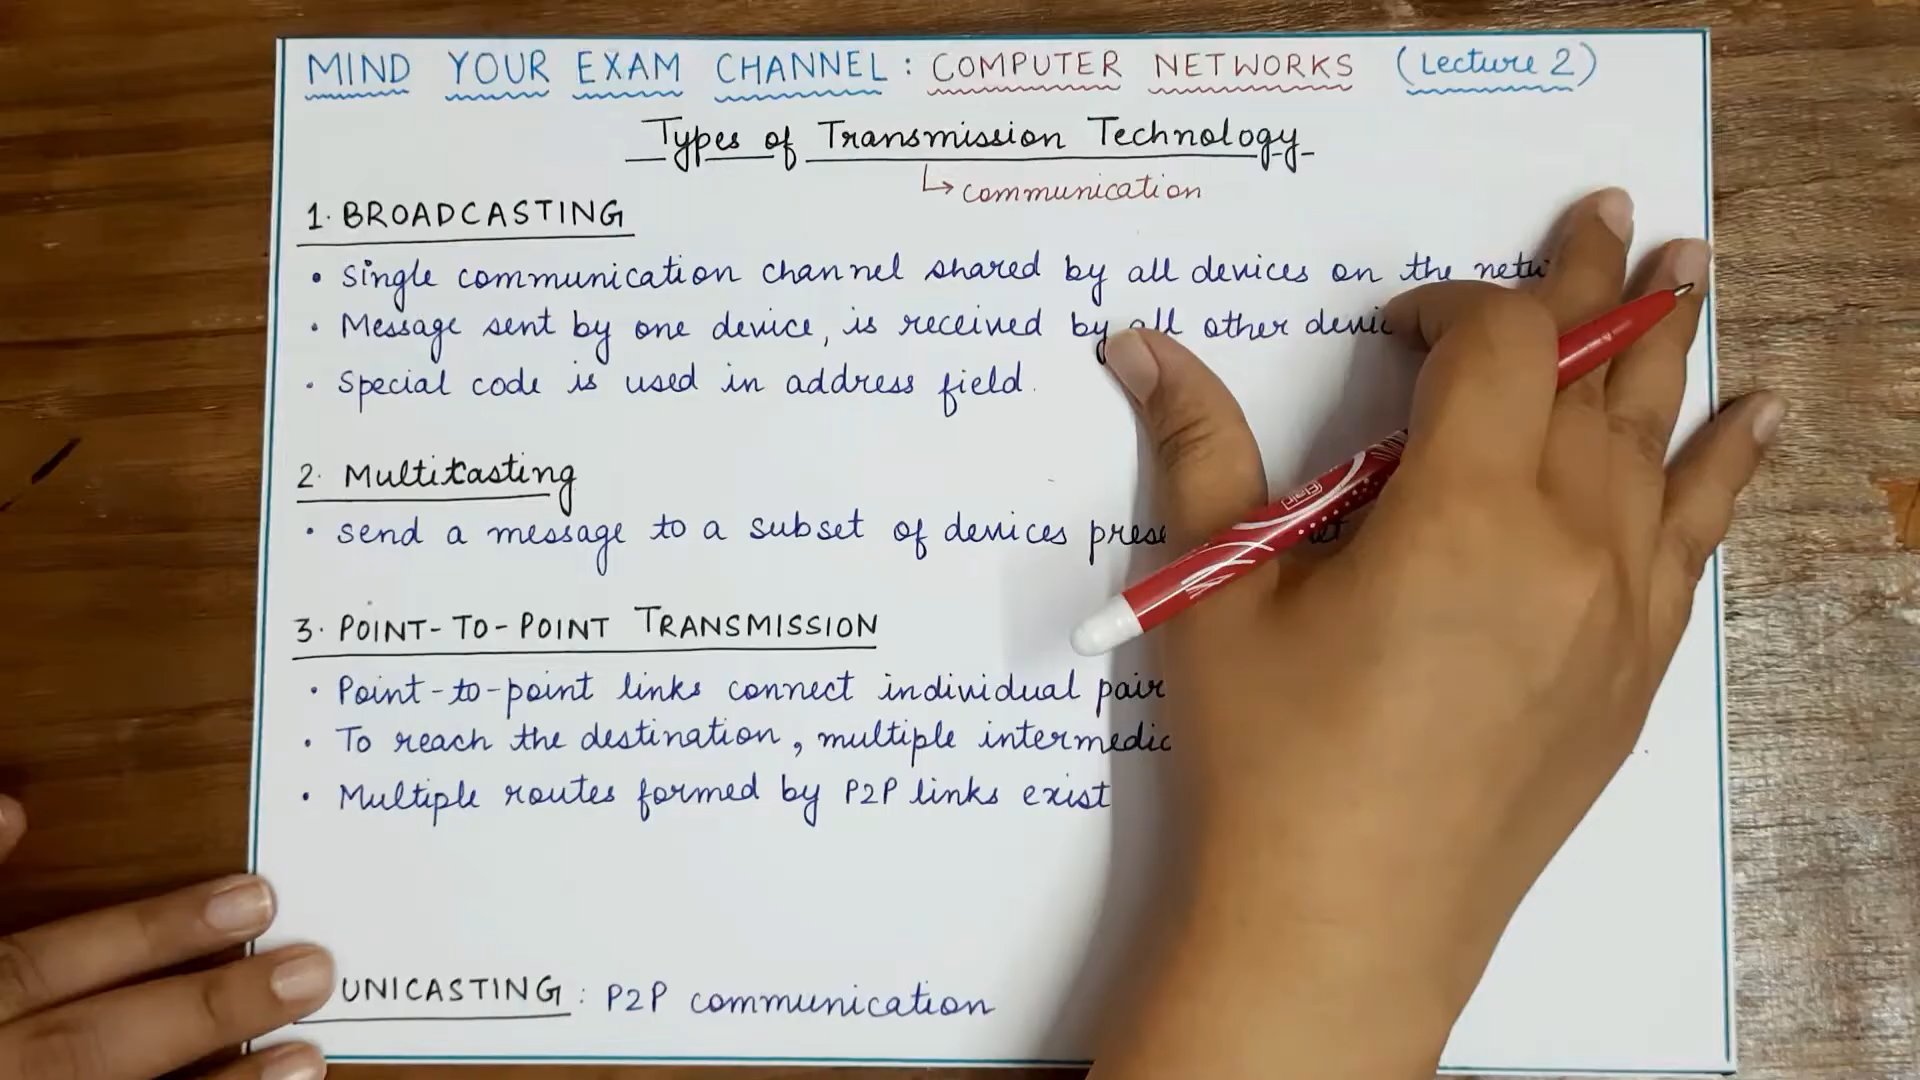 MIND YOUR EXAM CHANNEL : COMPUTER NETWORKS (Lecture 2)
Types of Transmission Technology
↳ communication
1. BROADCASTING
• Single communication channel shared by all devices on the
• Message sent by one device, is received by all other
• Special code is used in address field.
2. Multicasting
• send a message to a subset of devices
3. POINT-TO-POINT TRANSMISSION
• Point-to-point links connect individual pair
• To reach the destination, multiple
• Multiple routes formed by P2P links exist
UNICASTING : P2P communication
Flair